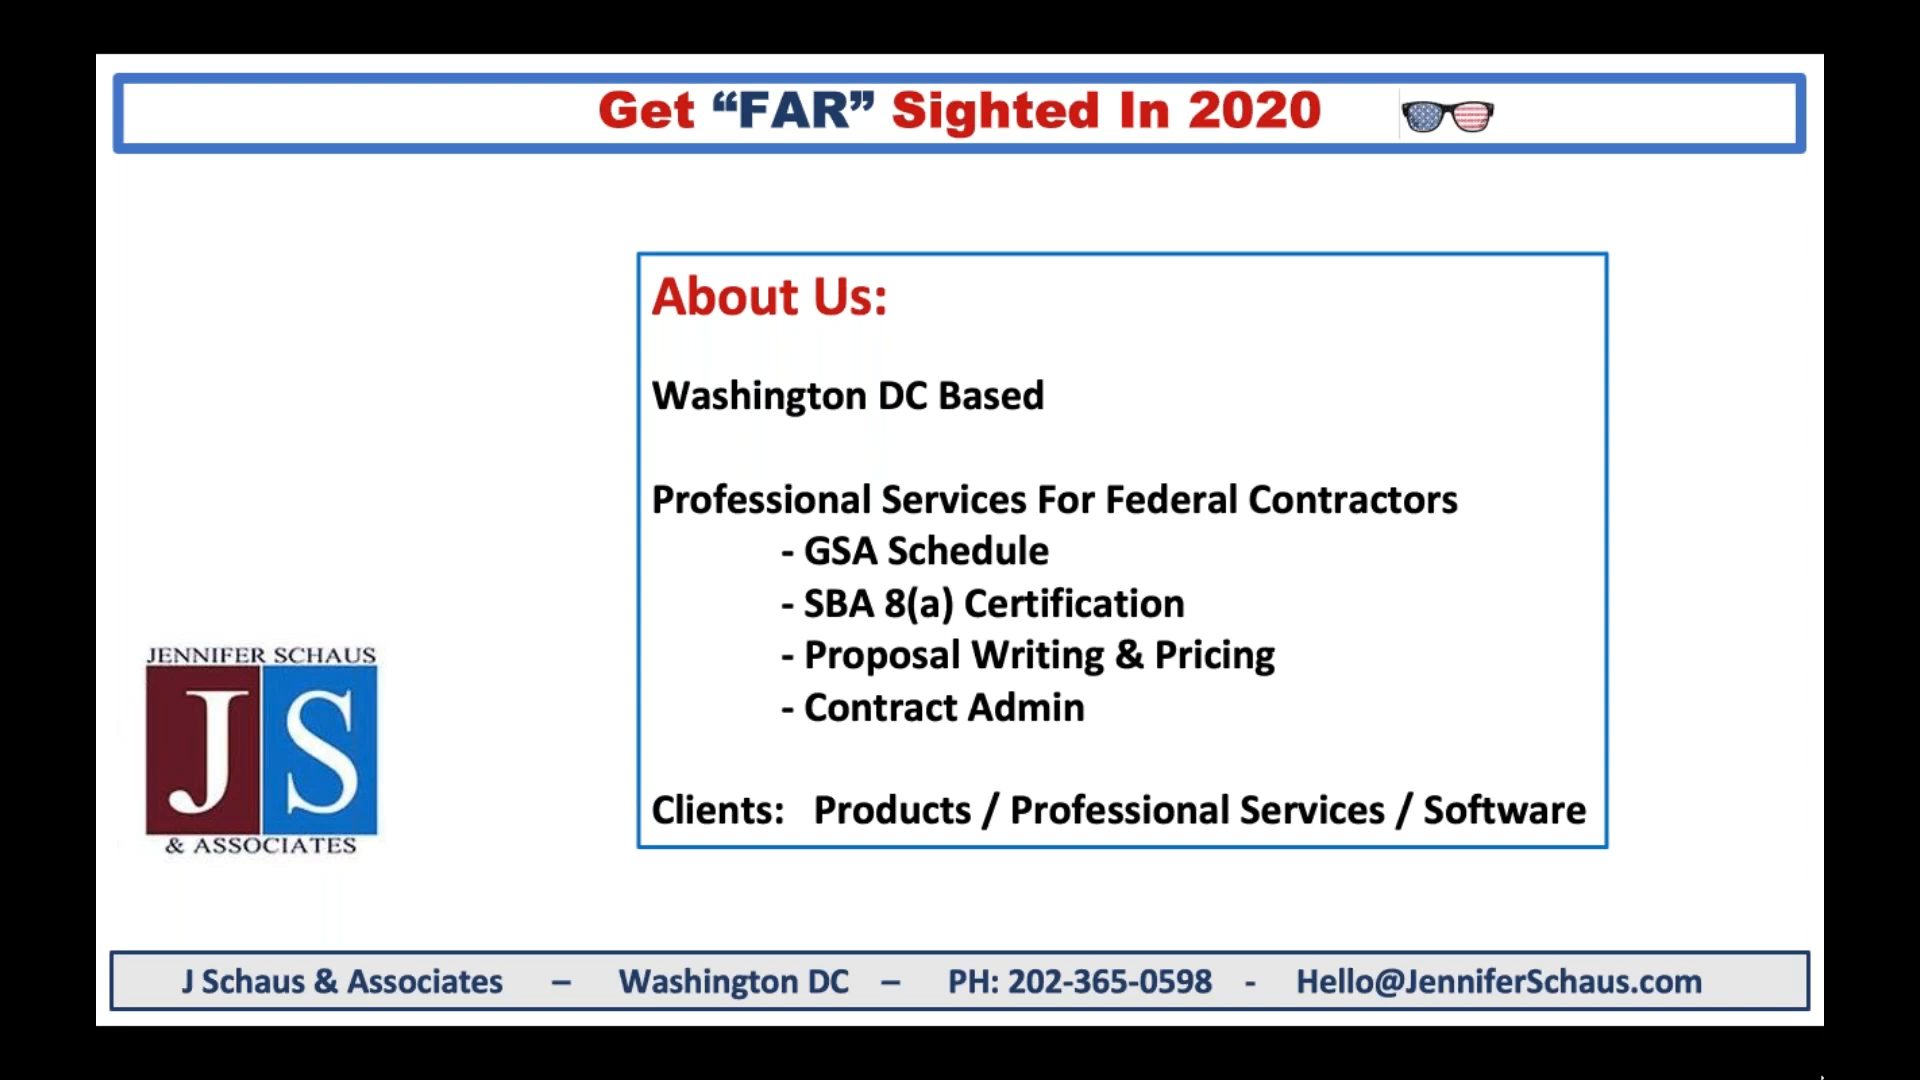 Get “FAR” Sighted In 2020
About Us:
Washington DC Based
Professional Services For Federal Contractors
- GSA Schedule
- SBA 8(a) Certification
- Proposal Writing & Pricing
- Contract Admin
Clients: Products / Professional Services / Software
JENNIFER SCHAUS
JS
& ASSOCIATES
J Schaus & Associates – Washington DC – PH: 202-365-0598 - Hello@JenniferSchaus.com